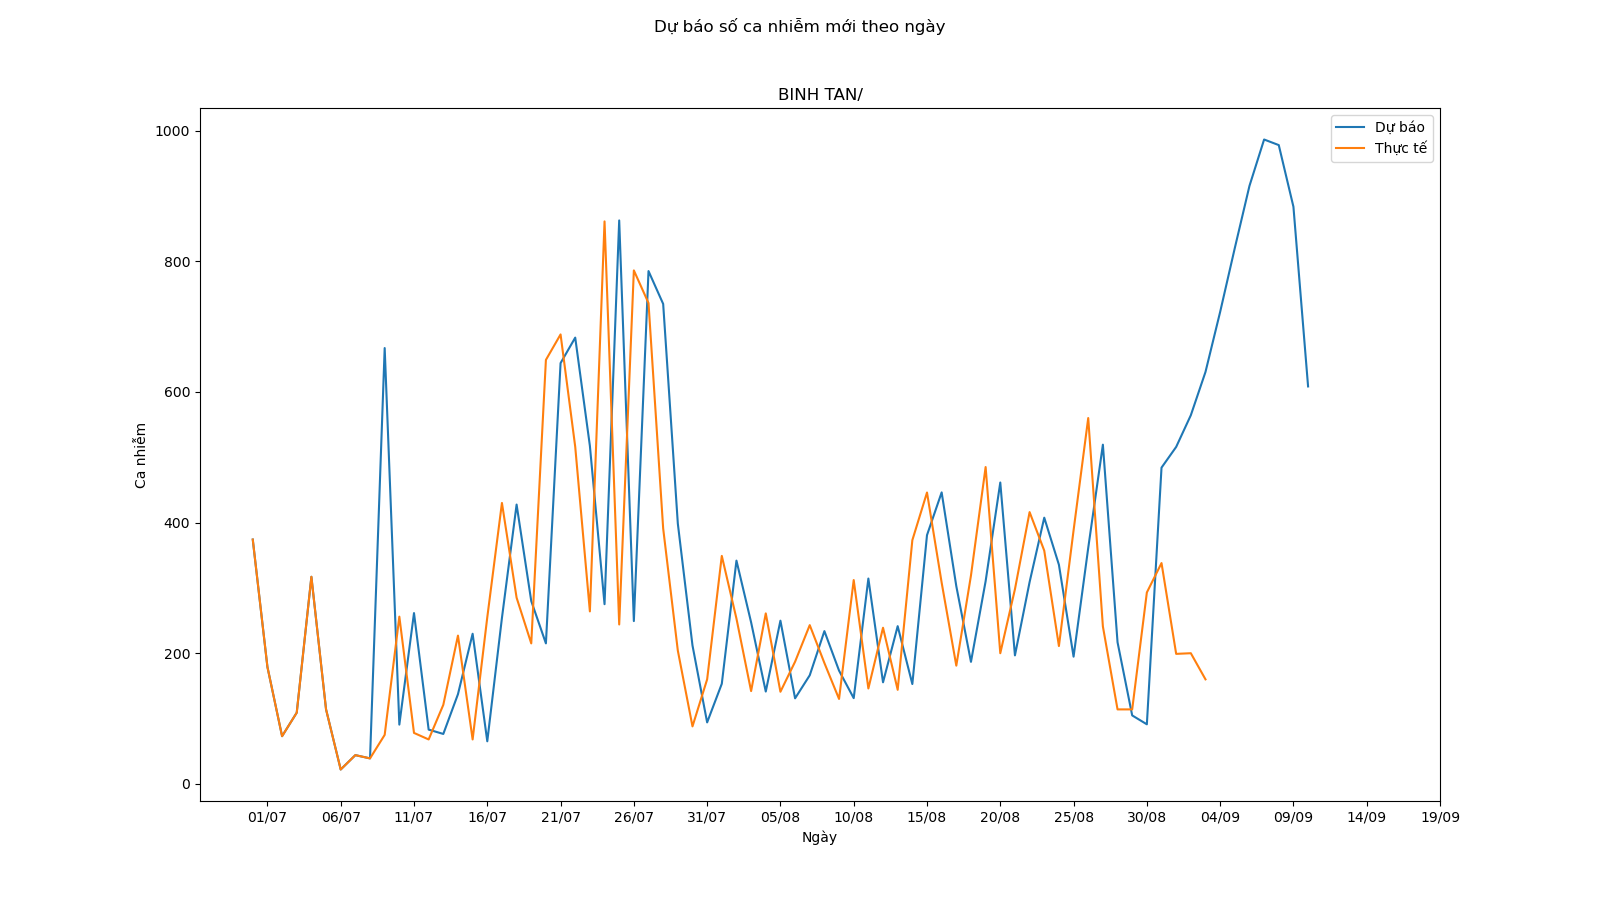 Dự báo số ca nhiễm mới theo ngày
BINH TAN/
Dự báo
Thực tế
1000
800
600
400
200
0
Ca nhiễm
01/07 06/07 11/07 16/07 21/07 26/07 31/07 05/08 10/08 15/08 20/08 25/08 30/08 04/09 09/09 14/09 19/09
Ngày